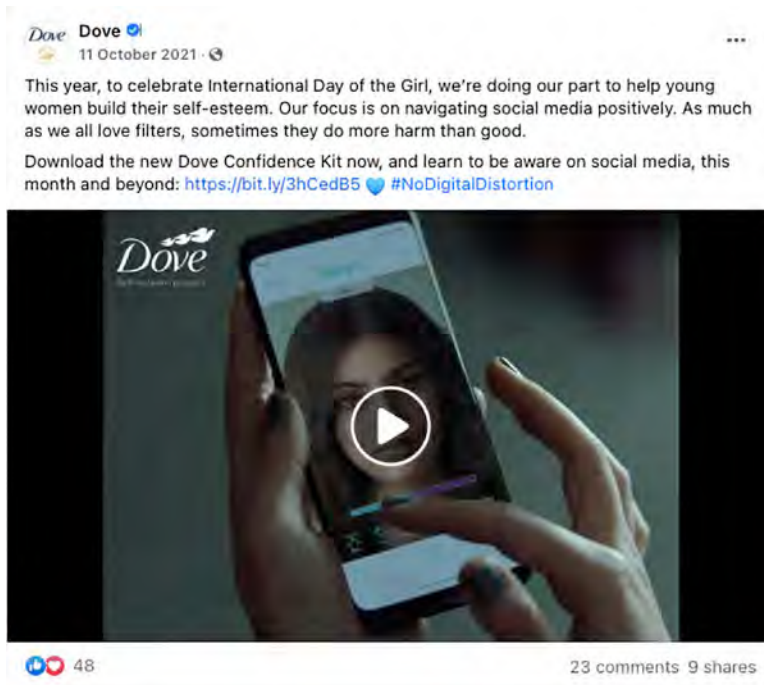 Dove Dove
11 October 2021 ·
This year, to celebrate International Day of the Girl, we're doing our part to help young
women build their self-esteem. Our focus is on navigating social media positively. As much
as we all love filters, sometimes they do more harm than good.
Download the new Dove Confidence Kit now, and learn to be aware on social media, this
month and beyond: https://bit.ly/3hCedB5 💙 #NoDigitalDistortion
Dove
48
23 comments 9 shares